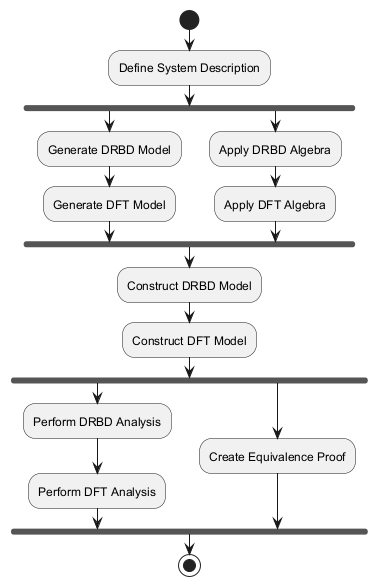 Define System Description
Generate DRBD Model
Apply DRBD Algebra
Generate DFT Model
Apply DFT Algebra
Construct DRBD Model
Construct DFT Model
Perform DRBD Analysis
Create Equivalence Proof
Perform DFT Analysis